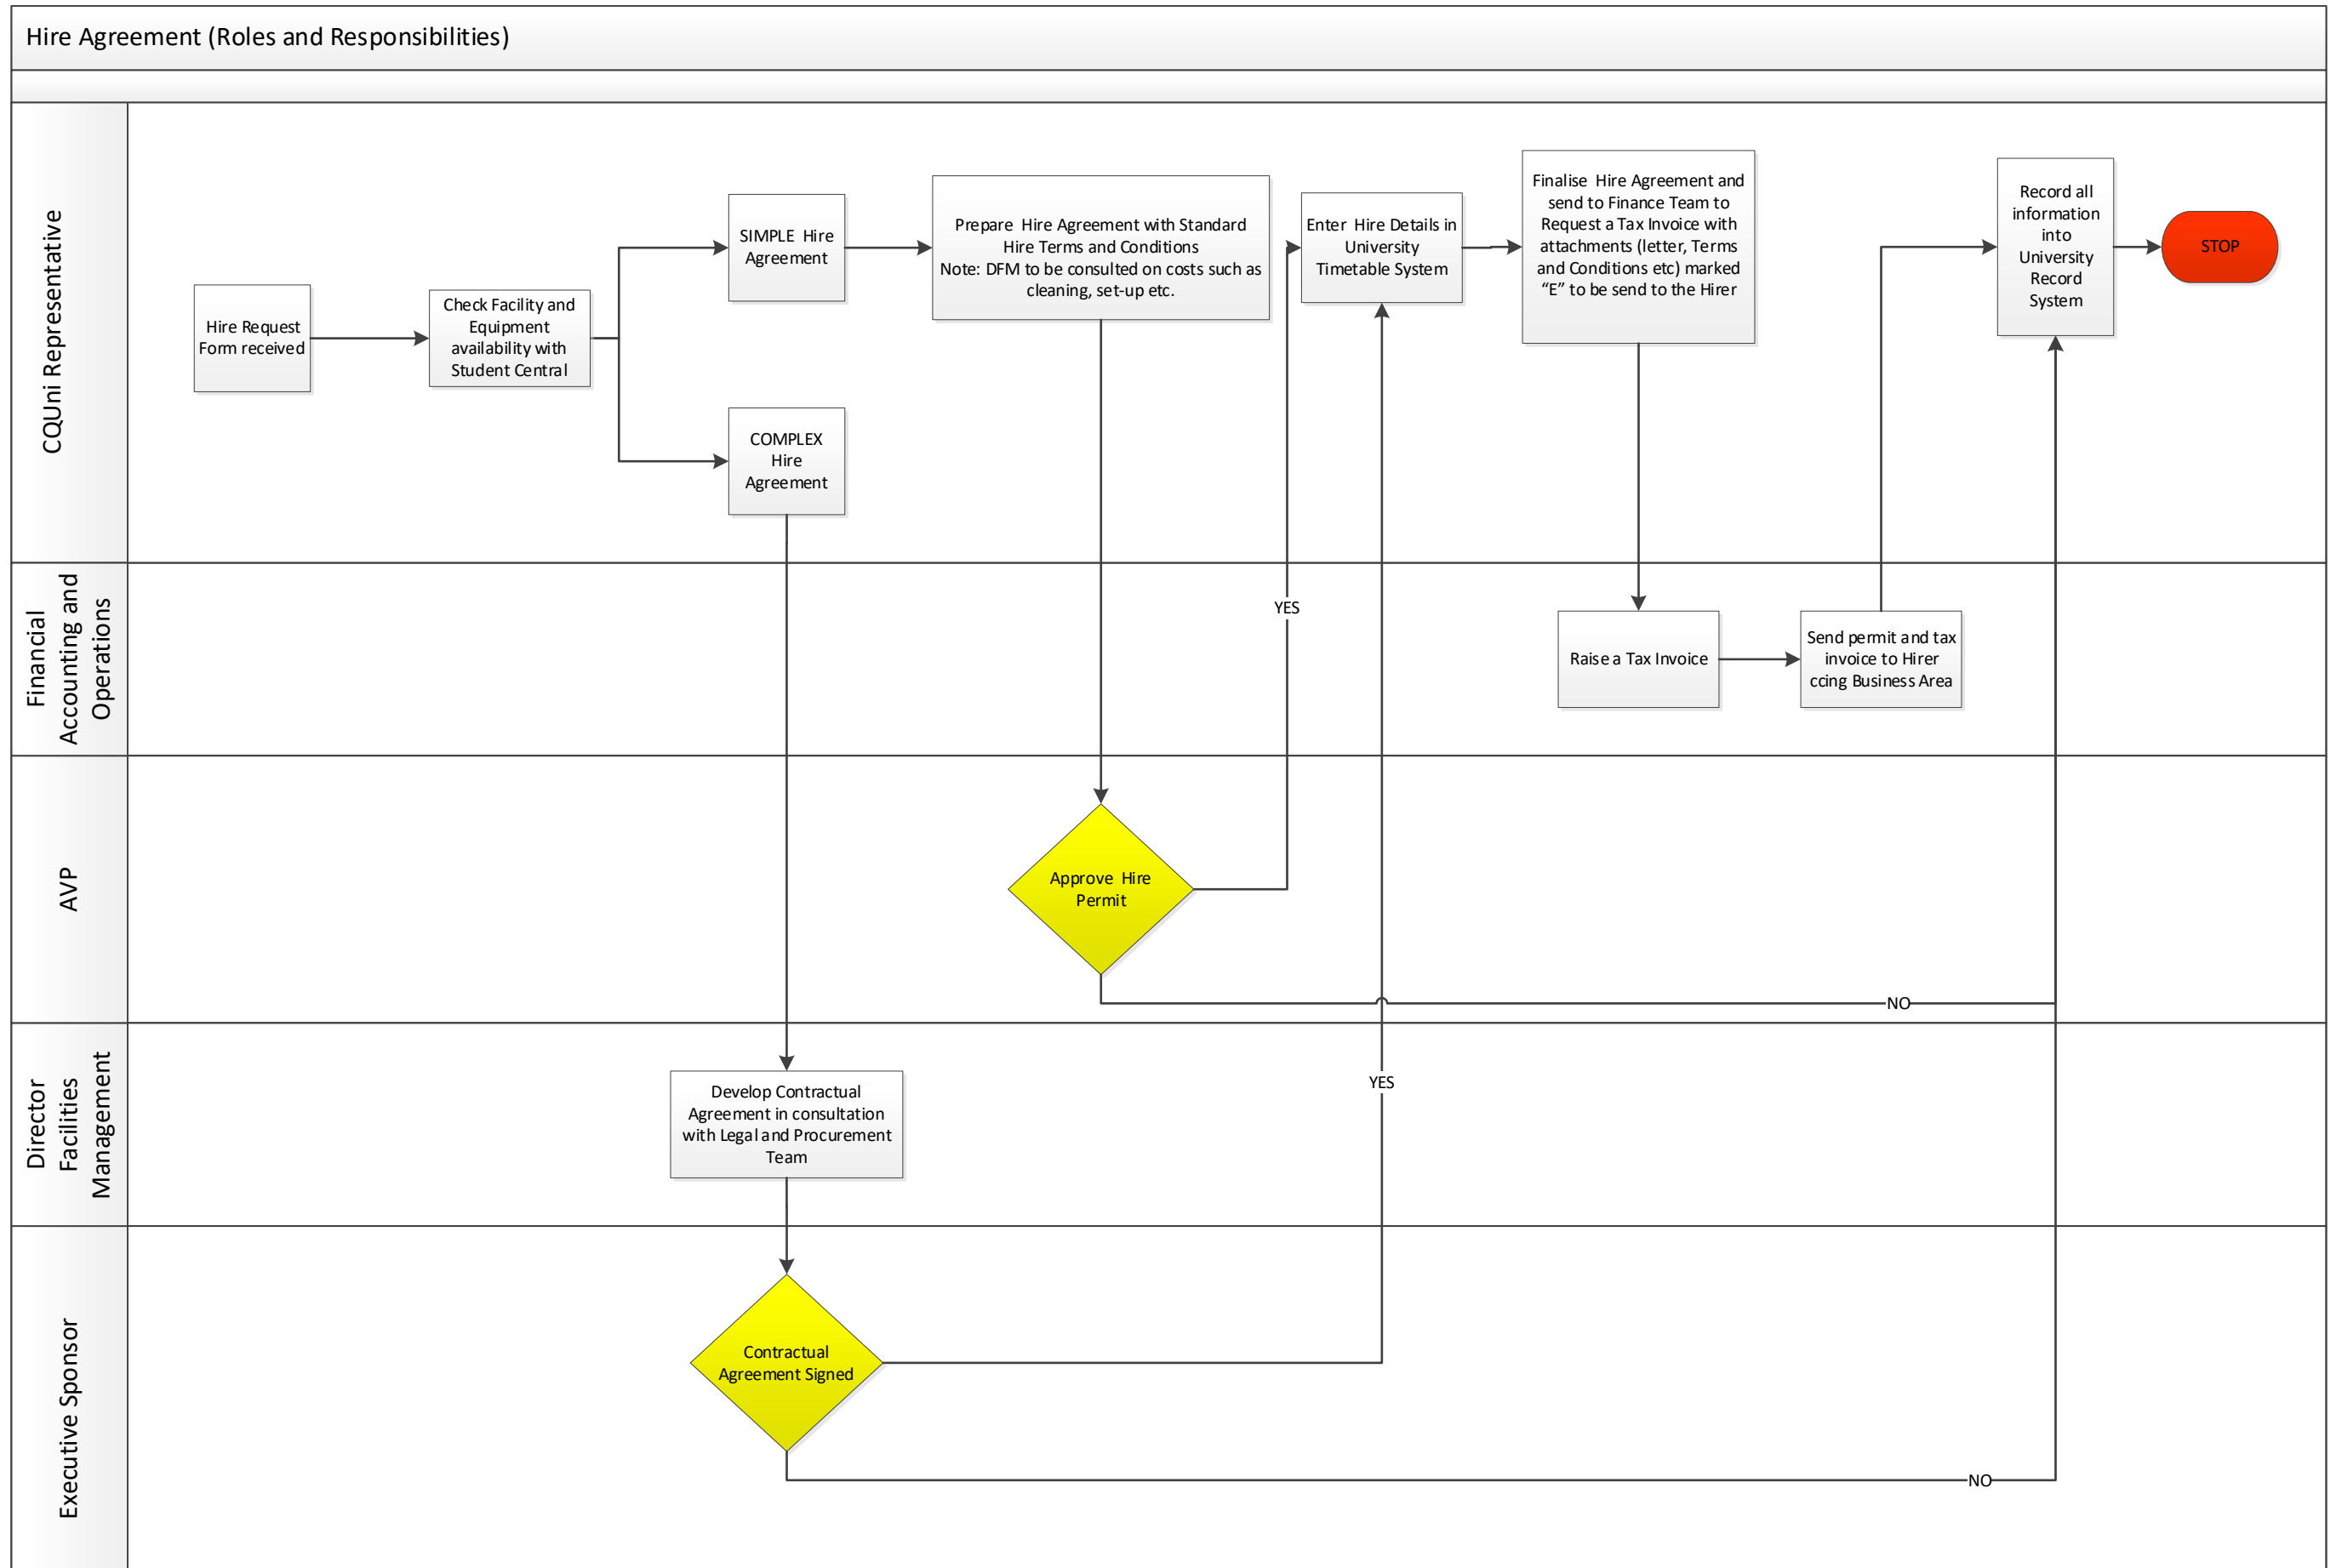 Hire Agreement (Roles and Responsibilities)
CQUni Representative
Hire Request
Form received
Check Facility and
Equipment
availability with
Student Central
SIMPLE Hire
Agreement
COMPLEX
Hire
Agreement
Prepare Hire Agreement with Standard
Hire Terms and Conditions
Note: DFM to be consulted on costs such as
cleaning, set-up etc.
Enter Hire Details in
University
Timetable System
Finalise Hire Agreement and
send to Finance Team to
Request a Tax Invoice with
attachments (letter, Terms
and Conditions etc) marked
“E” to be send to the Hirer
Record all
information
into
University
Record
System
STOP
Financial
Accounting and
Operations
YES
Raise a Tax Invoice
Send permit and tax
invoice to Hirer
ccing Business Area
AVP
Approve Hire
Permit
NO
Director
Facilities
Management
Develop Contractual
Agreement in consultation
with Legal and Procurement
Team
YES
Executive Sponsor
Contractual
Agreement Signed
NO